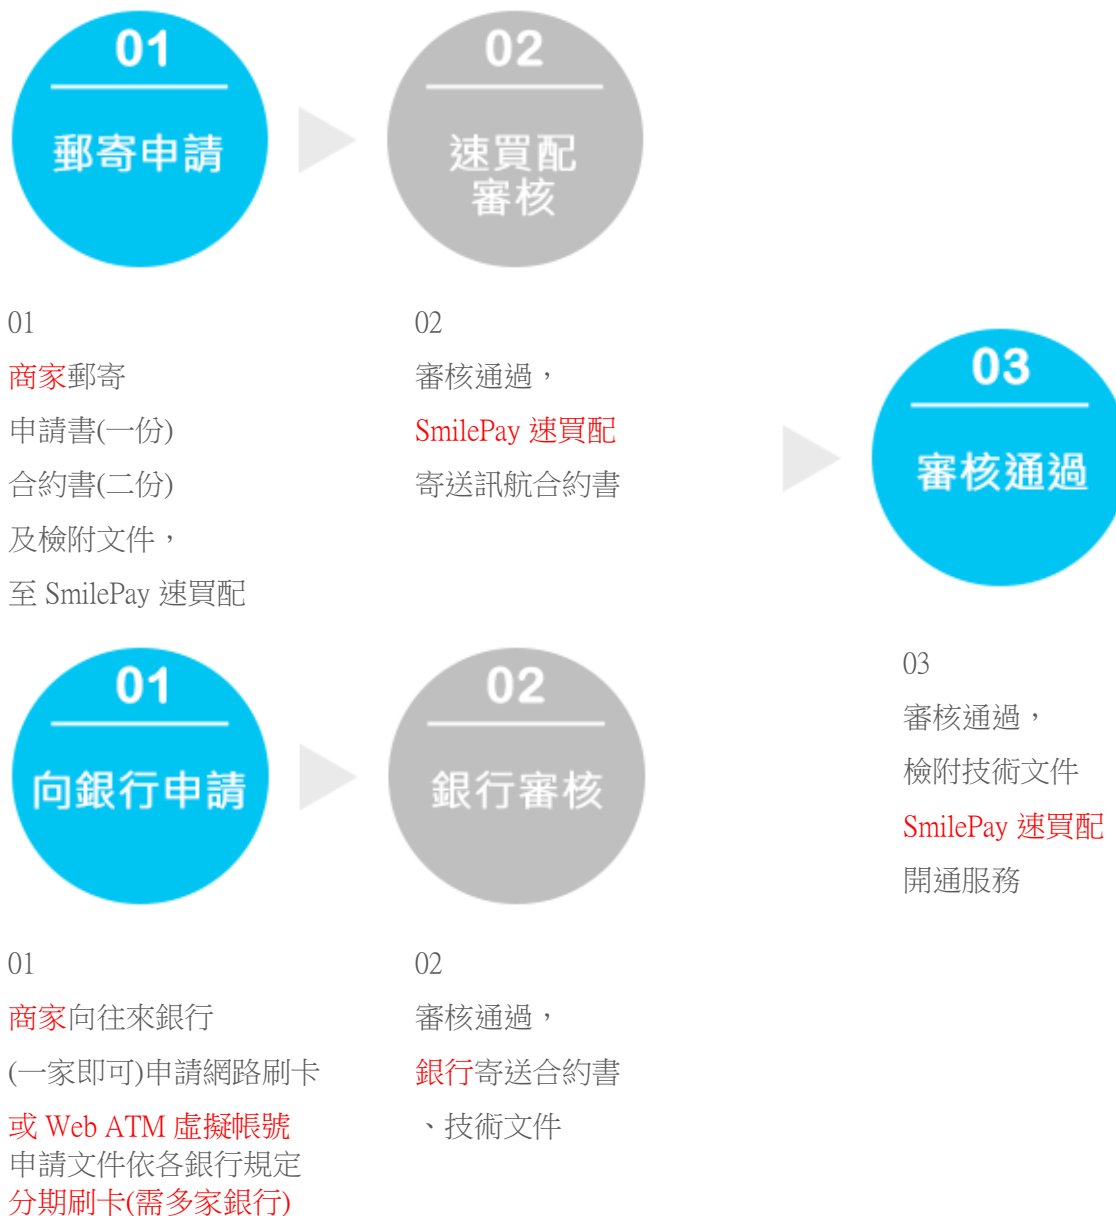 01
郵寄申請
02
速買配
審核
01
商家郵寄
申請書(一份)
合約書(二份)
及檢附文件，
至 SmilePay 速買配
02
審核通過，
SmilePay 速買配
寄送訊航合約書
03
審核通過
03
審核通過，
檢附技術文件
SmilePay 速買配
開通服務
01
向銀行申請
02
銀行審核
01
商家向往來銀行
(一家即可)申請網路刷卡
或 Web ATM 虛擬帳號
申請文件依各銀行規定
分期刷卡(需多家銀行)
02
審核通過，
銀行寄送合約書
、技術文件